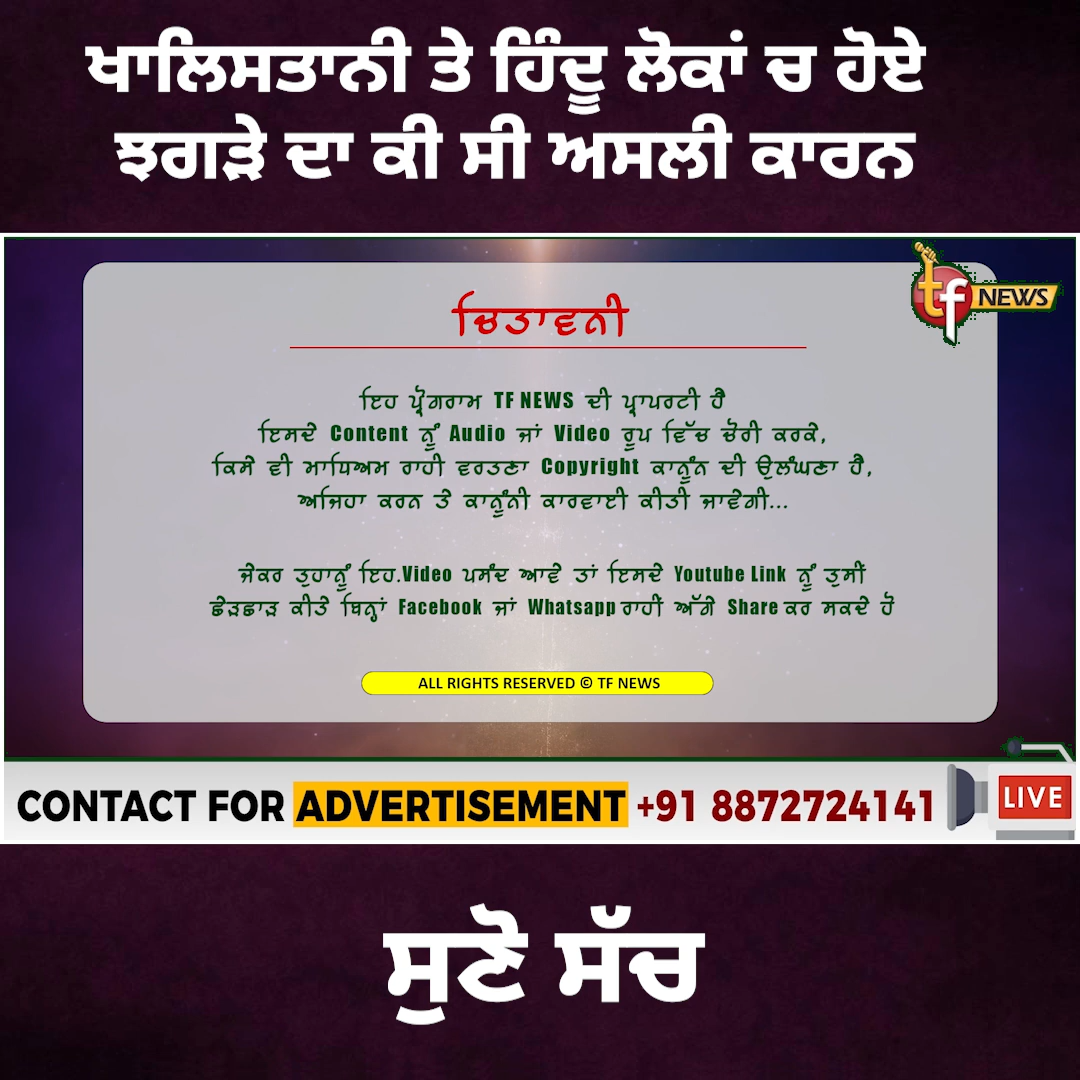 ਖਾਲਿਸਤਾਨੀ ਤੇ ਹਿੰਦੂ ਲੋਕਾਂ ਚ ਹੋਏ
ਝਗੜੇ ਦਾ ਕੀ ਸੀ ਅਸਲੀ ਕਾਰਨ
tf NEWS
ਚਿਤਾਵਨੀ
ਇਹ ਪ੍ਰੋਗਰਾਮ TF NEWS ਦੀ ਪ੍ਰਾਪਰਟੀ ਹੈ
ਇਸਦੇ Content ਨੂੰ Audio ਜਾਂ Video ਰੂਪ ਵਿੱਚ ਚੋਰੀ ਕਰਕੇ,
ਕਿਸੇ ਵੀ ਮਾਧਿਅਮ ਰਾਹੀ ਵਰਤਣਾ Copyright ਕਾਨੂੰਨ ਦੀ ਉਲੰਘਣਾ ਹੈ,
ਅਜਿਹਾ ਕਰਨ ਤੇ ਕਾਨੂੰਨੀ ਕਾਰਵਾਈ ਕੀਤੀ ਜਾਵੇਗੀ...
ਜੇਕਰ ਤੁਹਾਨੂੰ ਇਹ.Video ਪਸੰਦ ਆਵੇ ਤਾਂ ਇਸਦੇ Youtube Link ਨੂੰ ਤੁਸੀਂ
ਛੇੜਛਾੜ ਕੀਤੇ ਬਿਨ੍ਹਾਂ Facebook ਜਾਂ Whatsapp ਰਾਹੀਂ ਅੱਗੇ Share ਕਰ ਸਕਦੇ ਹੋ
ALL RIGHTS RESERVED © TF NEWS
CONTACT FOR ADVERTISEMENT +91 8872724141
LIVE
ਸੁਣੋ ਸੱਚ